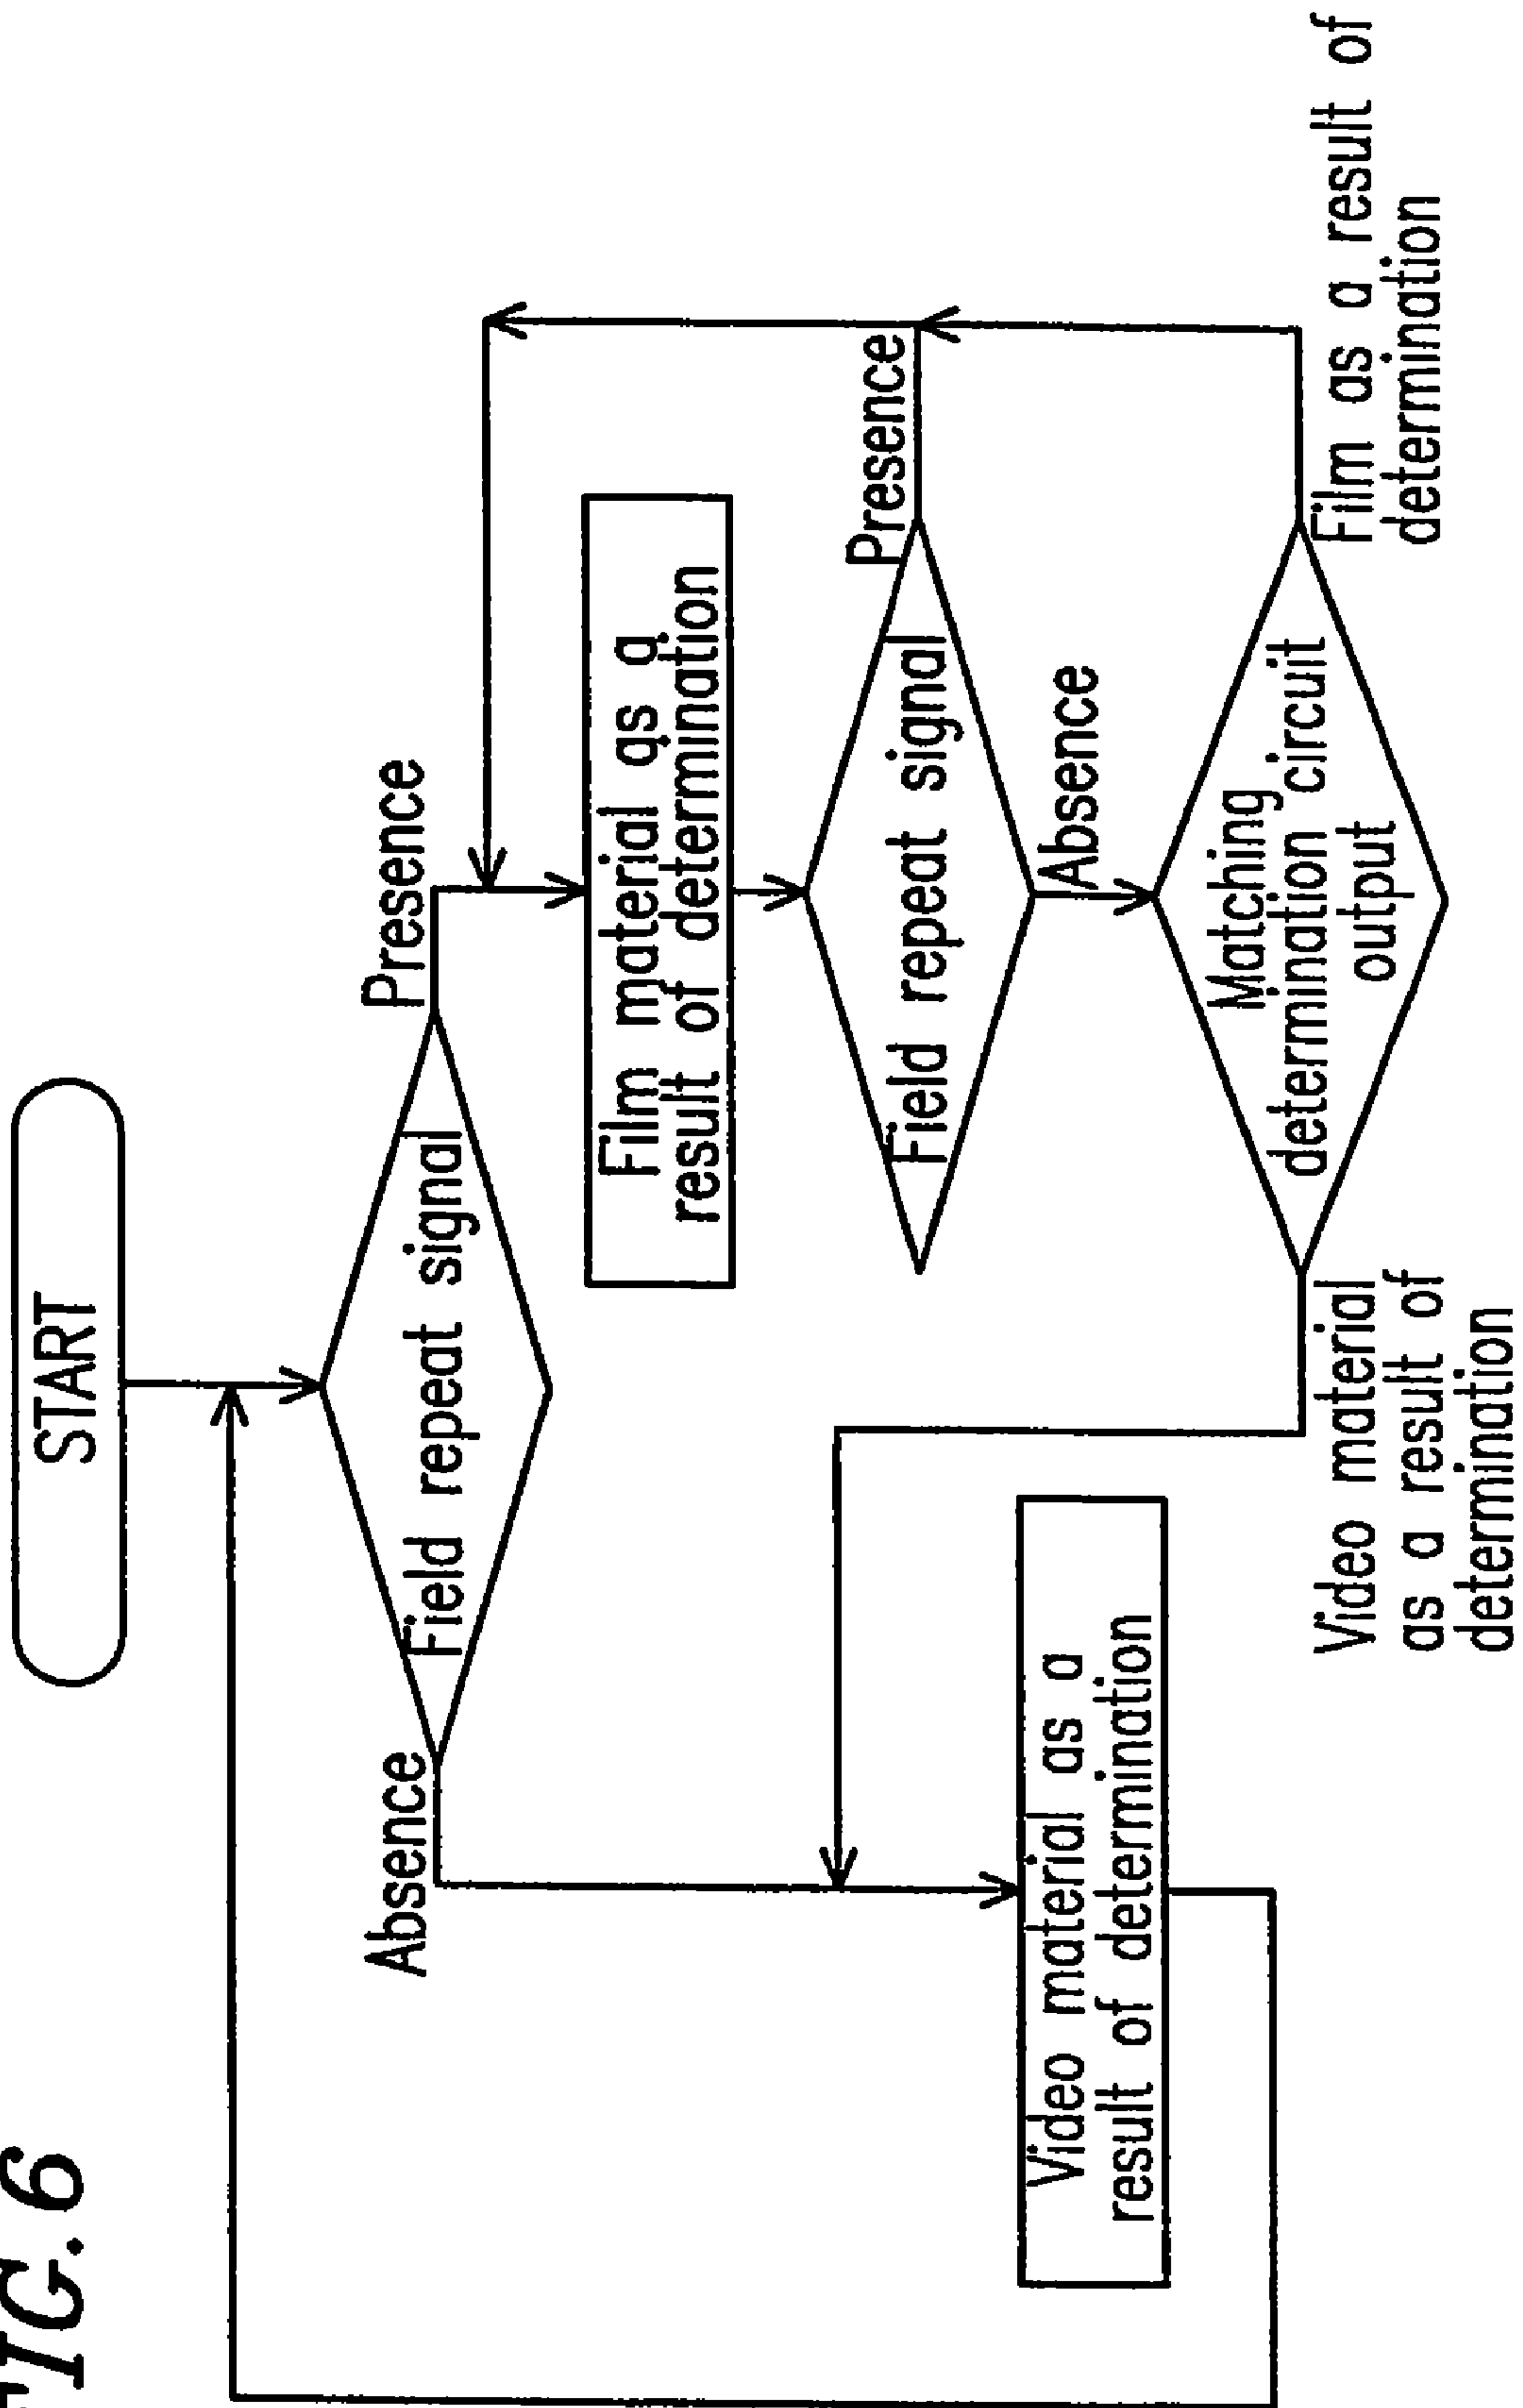 FIG.6
START
Field repeat signal
Absence
Presence
Film material as a
result of determination
Field repeat signal
Presence
Absence
Matching
determination circuit
output
Film as a result of
determination
Video material
as a result of
determination
Video material as a
result of determination